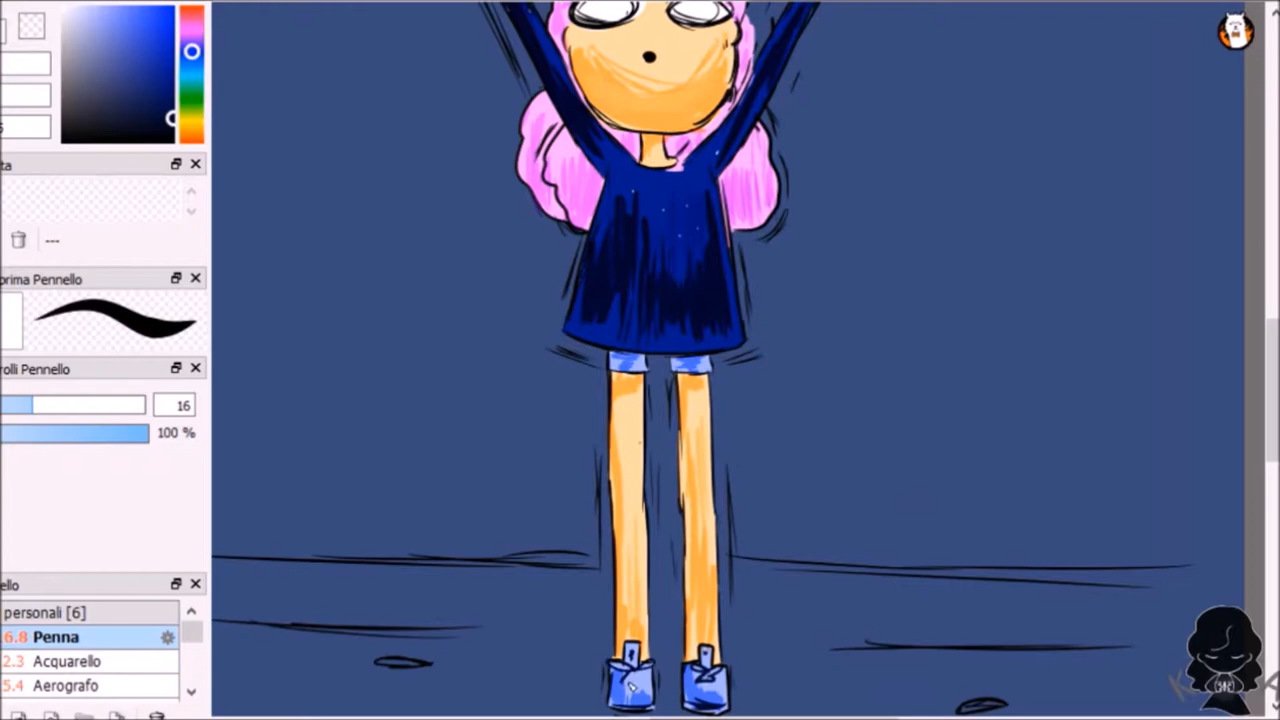 ta
---
prima Pennello
rolli Pennello
16
100 %
ello
personali [6]
6.8 Penna
2.3 Acquarello
5.4 Aerografo